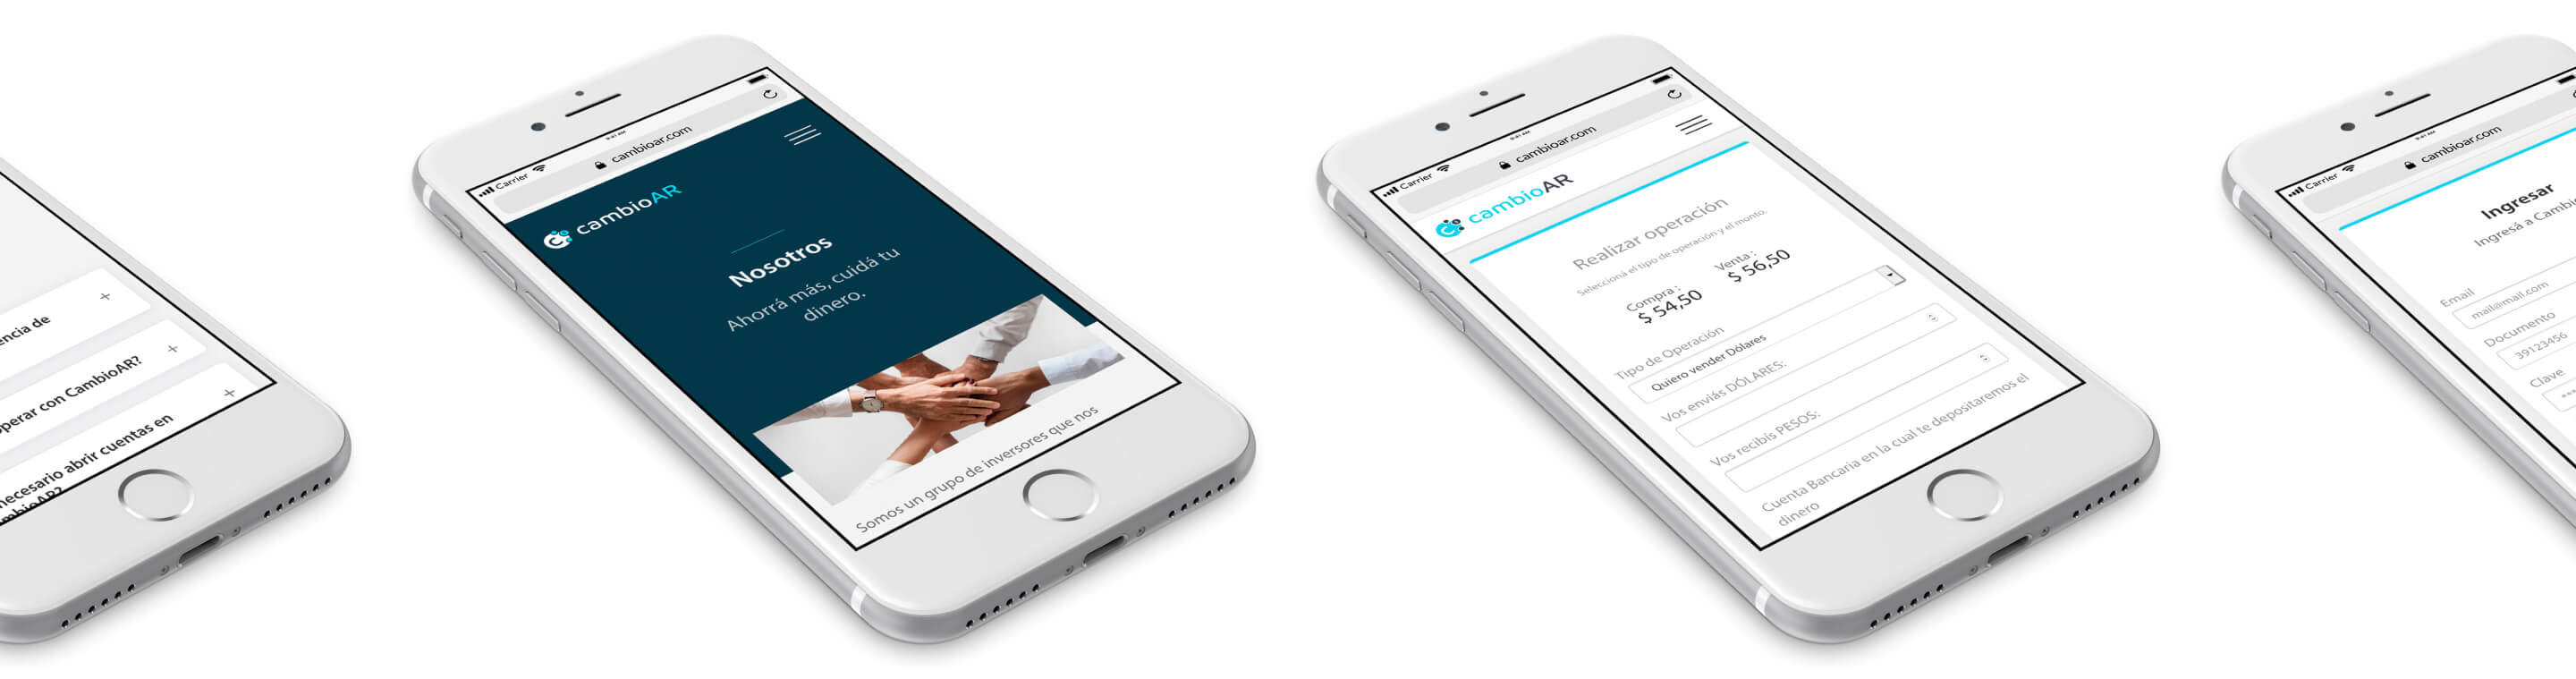 encia de
perar con CambioAR?
necesario abrir cuentas en
mbioAR?
Carrier
9:41 AM
cambioar.com
cambioAR
Nosotros
Ahorrá más, cuidá tu
dinero.
Somos un grupo de inversores que nos
Carrier
9:41 AM
cambioar.com
cambioAR
Realizar operación
Seleccioná el tipo de operación y el monto.
Compra :
$ 54,50
Venta :
$ 56,50
Tipo de Operación
Quiero vender Dólares
Vos enviás DÓLARES:
Vos recibís PESOS:
Cuenta Bancaria en la cual te depositaremos el
dinero
Carrier
9:41 AM
cambioar.com
Ingresar
Ingresá a Cambio
Email
mail@mail.com
Documento
39123456
Clave